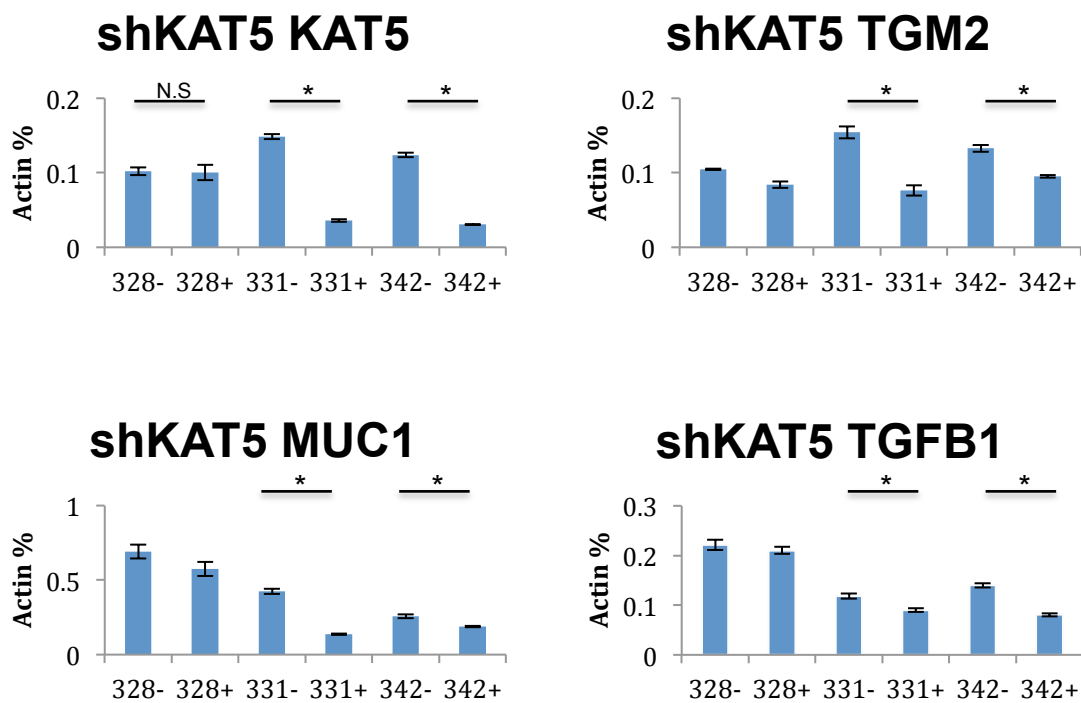 shKAT5 KAT5
N.S * *
Actin %
0.2
0.1
0
328- 328+ 331- 331+ 342- 342+
shKAT5 TGM2
* *
Actin %
0.2
0.1
0
328- 328+ 331- 331+ 342- 342+
shKAT5 MUC1
* *
Actin %
1
0.5
0
328- 328+ 331- 331+ 342- 342+
shKAT5 TGFB1
* *
Actin %
0.3
0.2
0.1
0
328- 328+ 331- 331+ 342- 342+